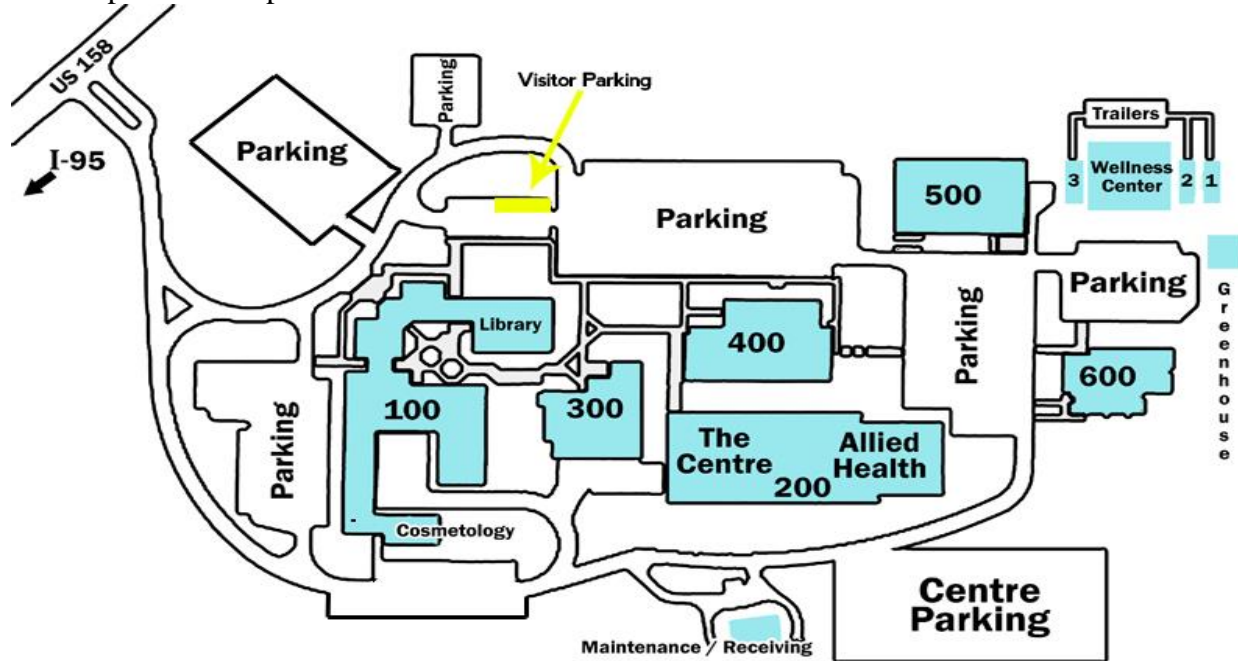 US 158
I-95
Parking
Parking
Visitor Parking
Parking
500
Trailers
3
Wellness
Center
2
1
Parking
Greenhouse
Library
400
Parking
600
100
300
Parking
The
Centre
Allied
Health
200
Cosmetology
Centre
Parking
Maintenance / Receiving